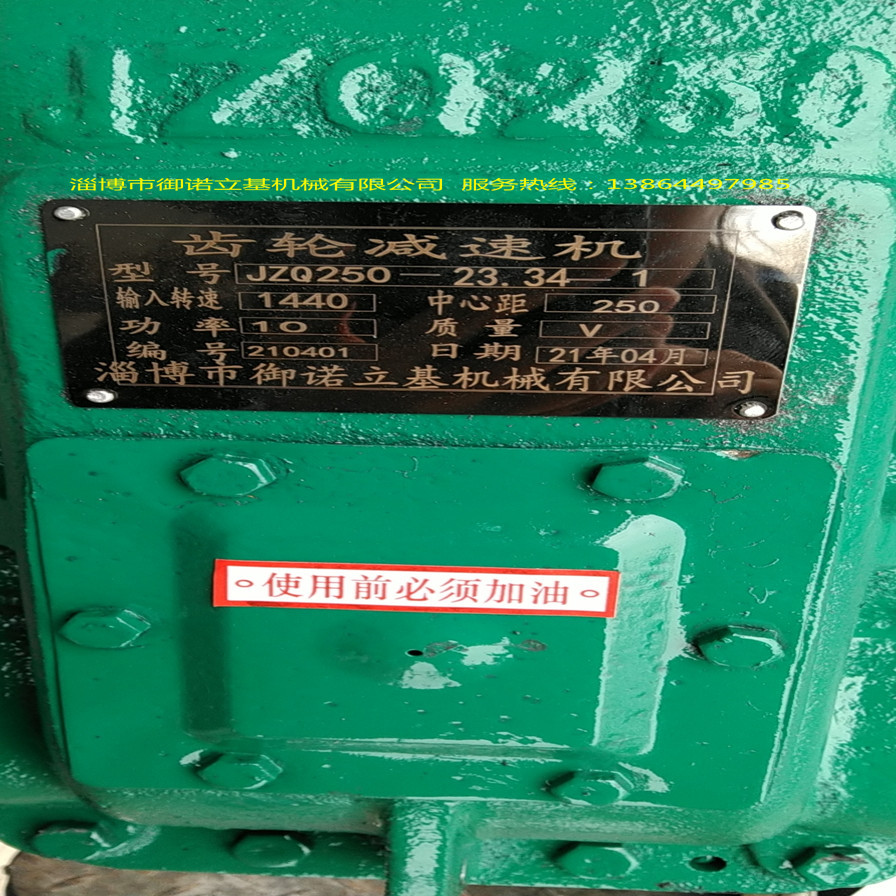 JZQ250
淄博市御诺立基机械有限公司 服务热线：13864497985
齿轮减速机
型号 JZQ250—23.34—1
输入转速 1440 中心距 250
功率 10 质量 V
编号 210401 日期 21年04月
淄博市御诺立基机械有限公司
使用前必须加油